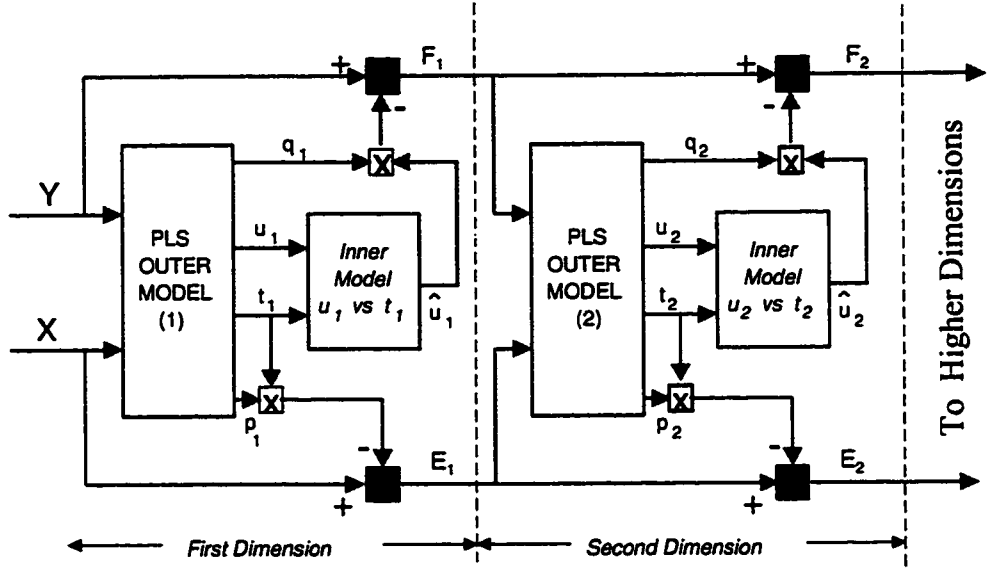 + F₁ + F₂
- -
q₁ X q₂ X
Y
PLS
OUTER
MODEL
(1)
u₁
t₁
Inner
Model
u₁ vs t₁
û₁
PLS
OUTER
MODEL
(2)
u₂
t₂
Inner
Model
u₂ vs t₂
û₂
X
p₁ X p₂ X
- -
E₁ E₂
+ +
First Dimension
Second Dimension
To Higher Dimensions